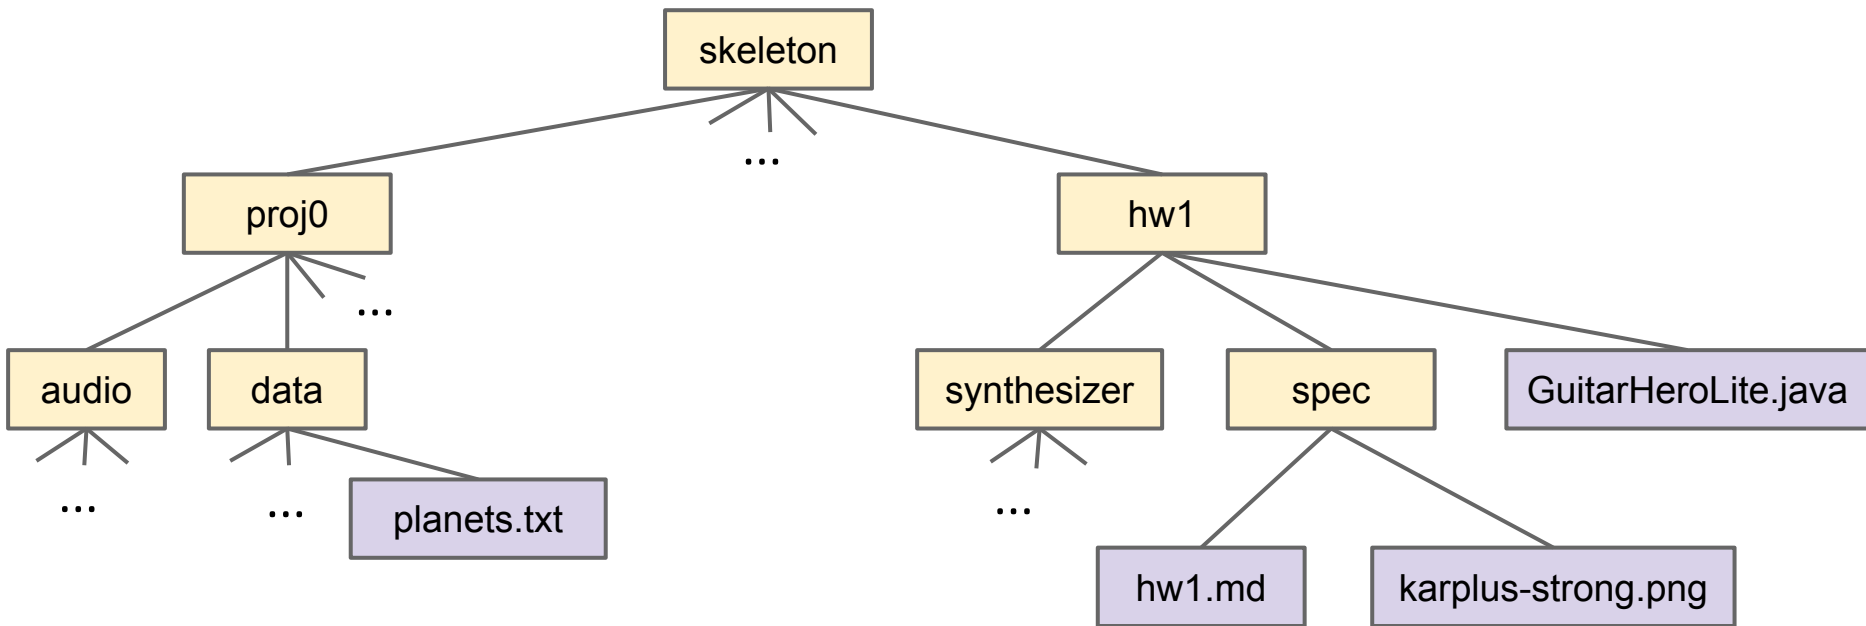 skeleton
...
proj0
hw1
...
audio
data
synthesizer
spec
GuitarHeroLite.java
...
...
planets.txt
...
hw1.md
karplus-strong.png